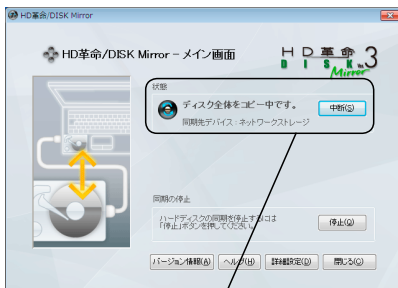 HD革命/DISK Mirror
HD革命/DISK Mirror － メイン画面
HD革命
DISK Ver.3
Mirror
状態
ディスク全体をコピー中です。
中断(S)
同期先デバイス：ネットワークストレージ
同期の停止
ハードディスクの同期を停止するには
「停止」ボタンを押してください。
停止(Q)
バージョン情報(A)
ヘルプ(H)
詳細設定(D)
閉じる(C)